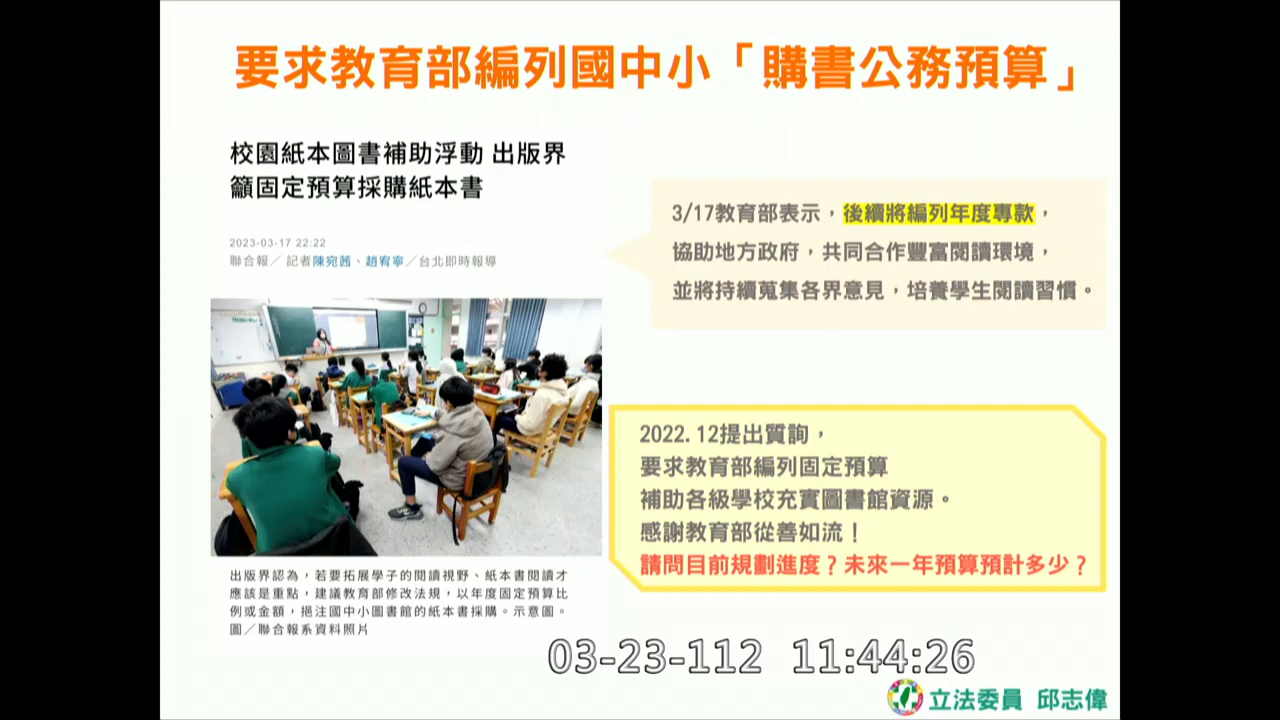 要求教育部編列國中小「購書公務預算」
校園紙本圖書補助浮動 出版界
籲固定預算採購紙本書
2023-03-17 22:22
聯合報／ 記者陳宛茜、趙宥寧／台北即時報導
3/17教育部表示，後續將編列年度專款，
協助地方政府，共同合作豐富閱讀環境，
並將持續蒐集各界意見，培養學生閱讀習慣。
2022.12提出質詢，
要求教育部編列固定預算
補助各級學校充實圖書館資源。
感謝教育部從善如流！
請問目前規劃進度？未來一年預算預計多少？
出版界認為，若要拓展學子的閱讀視野、紙本書閱讀才
應該是重點，建議教育部修改法規，以年度固定預算比
例或金額，挹注國中小圖書館的紙本書採購。示意圖。
圖／聯合報系資料照片
03-23-112 11:44:26
立法委員 邱志偉